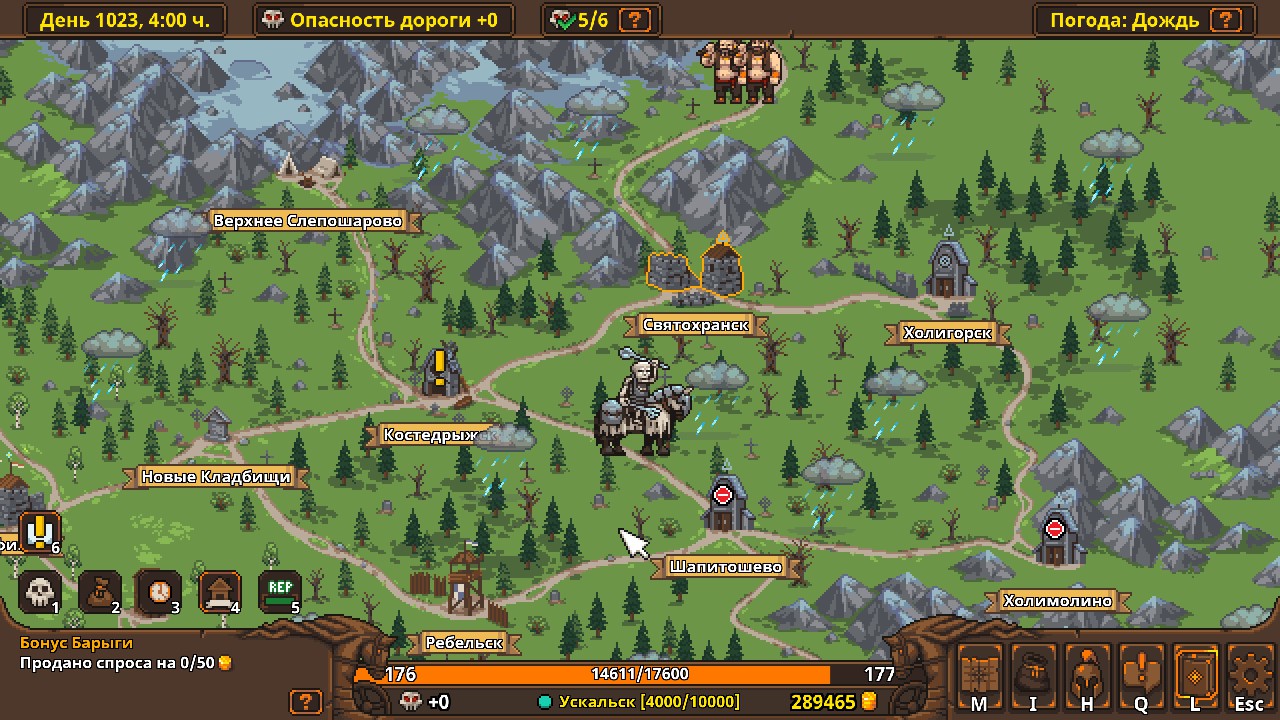 День 1023, 4:00 ч.
Опасность дороги +0
5/6 ?
Погода: Дождь ?
Верхнее Слепошарово
Святохранск
Холигорск
Новые Кладбищи
Шапитошево
Холимолино
Ребельск
6
1
2
3
4
REP
5
Бонус Барыги
Продано спроса на 0/50
?
176
14611/17600
177
+0
Ускальск [4000/10000]
289465
M
I
H
Q
L
Esc